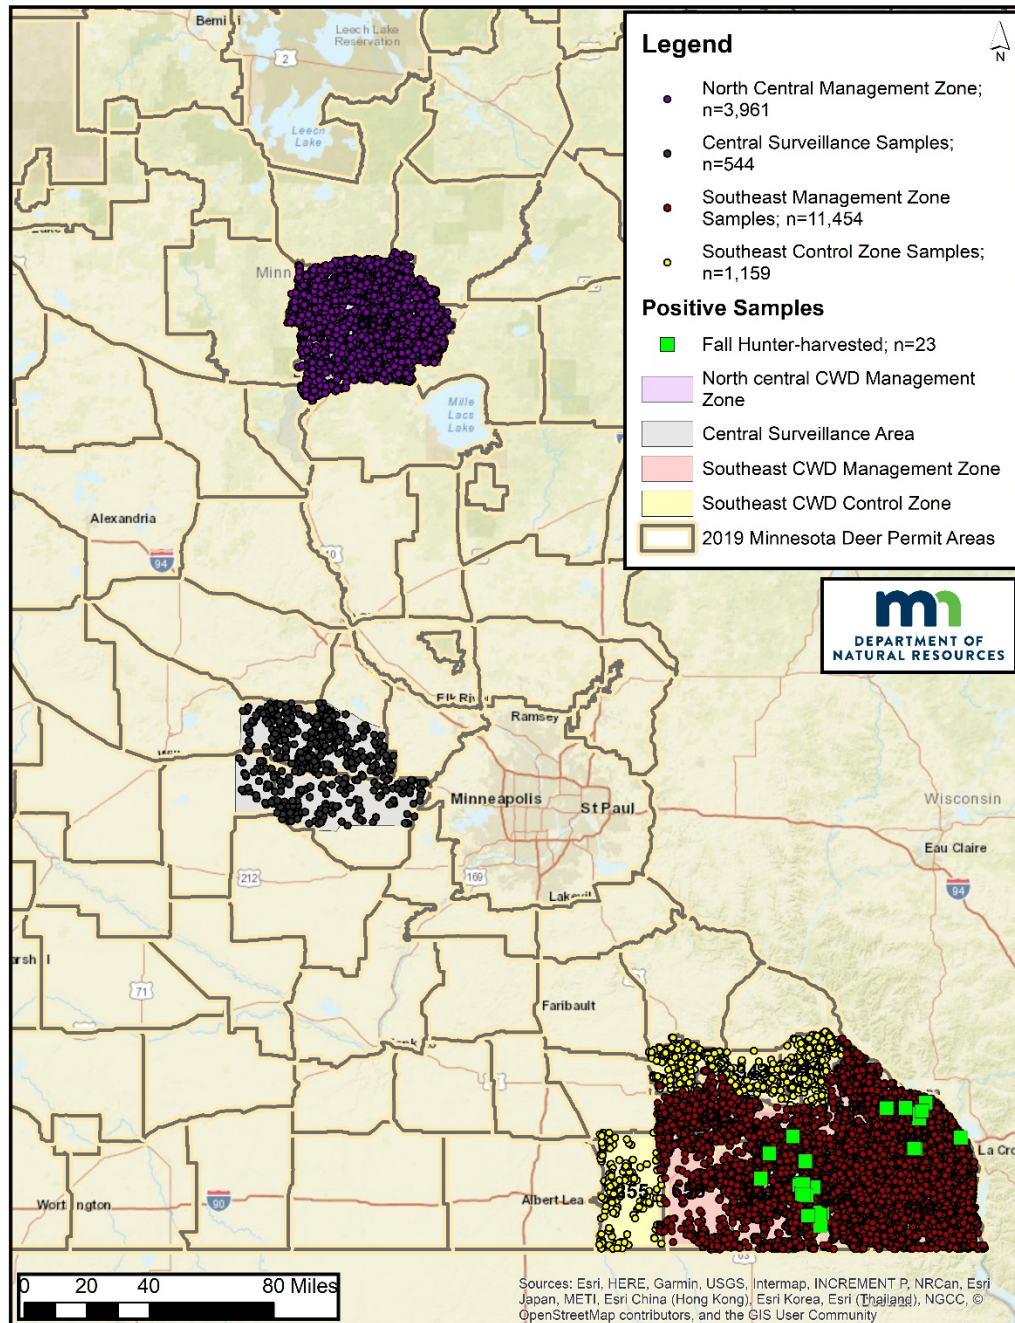 Legend
N
North Central Management Zone;
n=3,961
Central Surveillance Samples;
n=544
Southeast Management Zone
Samples; n=11,454
Southeast Control Zone Samples;
n=1,159
Positive Samples
Fall Hunter-harvested; n=23
North central CWD Management
Zone
Central Surveillance Area
Southeast CWD Management Zone
Southeast CWD Control Zone
2019 Minnesota Deer Permit Areas
mn
DEPARTMENT OF
NATURAL RESOURCES
Leech Lake
Reservation
2
Leech
Lake
Minn
Mille
Lacs
Lake
Alexandria
94
10
Elk River
Ramsey
Minneapolis
St Paul
Wisconsin
Eau Claire
94
212
169
71
Faribault
355
La Cro
Albert Lea
90
0 20 40 80 Miles
Sources: Esri, HERE, Garmin, USGS, Intermap, INCREMENT P, NRCan, Esri
Japan, METI, Esri China (Hong Kong), Esri Korea, Esri (Thailand), NGCC, ©
OpenStreetMap contributors, and the GIS User Community